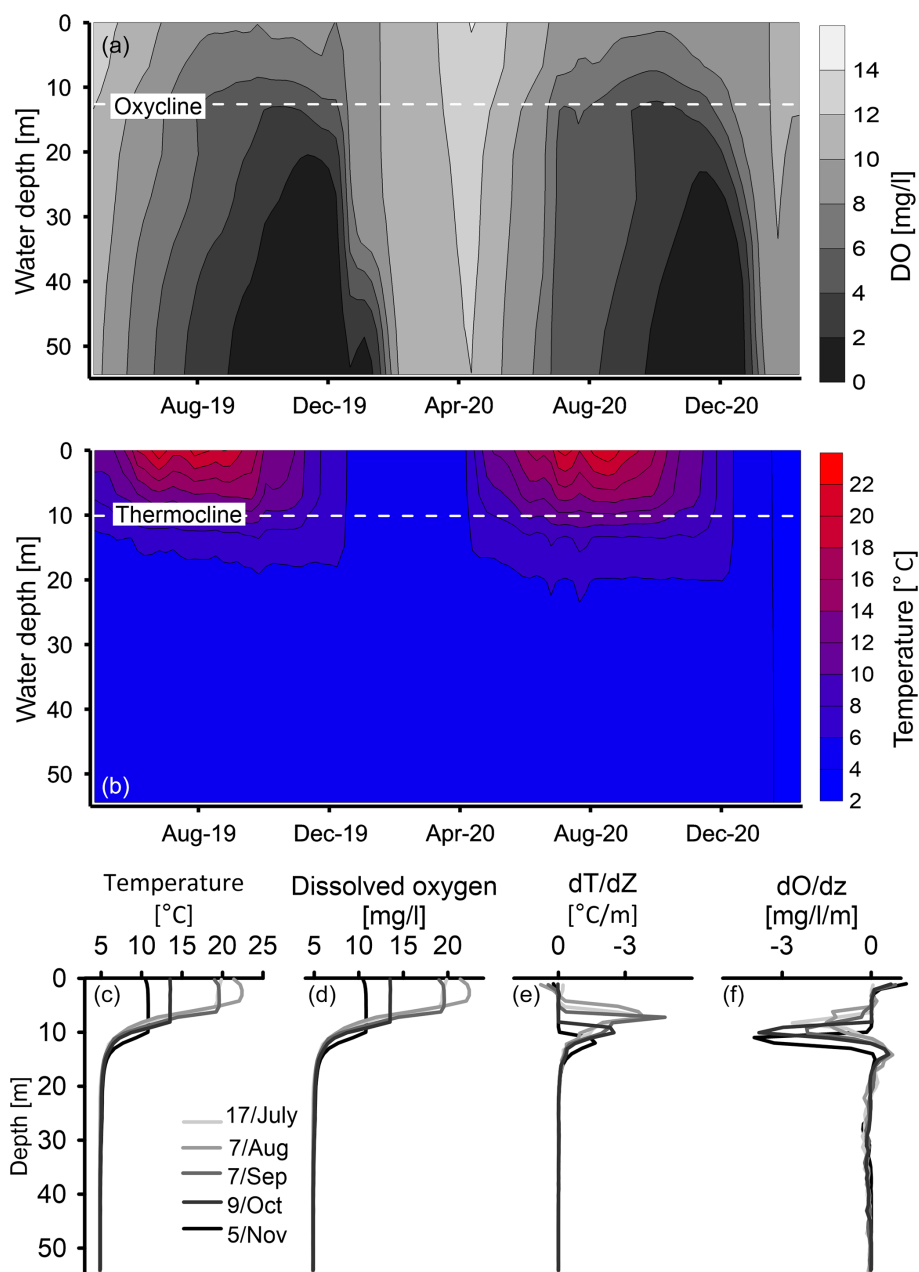 (a)
Oxycline
0
10
20
30
40
50
Water depth [m]
Aug-19 Dec-19 Apr-20 Aug-20 Dec-20
14
12
10
8
6
4
2
0
DO [mg/l]
0
10
20
30
40
50
Water depth [m]
Thermocline
(b)
Aug-19 Dec-19 Apr-20 Aug-20 Dec-20
22
20
18
16
14
12
10
8
6
4
2
Temperature [° C]
Temperature
[°C]
5 10 15 20 25
(c)
0
10
20
30
40
50
Depth [m]
17/July
7/Aug
7/Sep
9/Oct
5/Nov
Dissolved oxygen
[mg/l]
5 10 15 20
(d)
dT/dZ
[°C/m]
0 -3
(e)
dO/dz
[mg/l/m]
-3 0
(f)